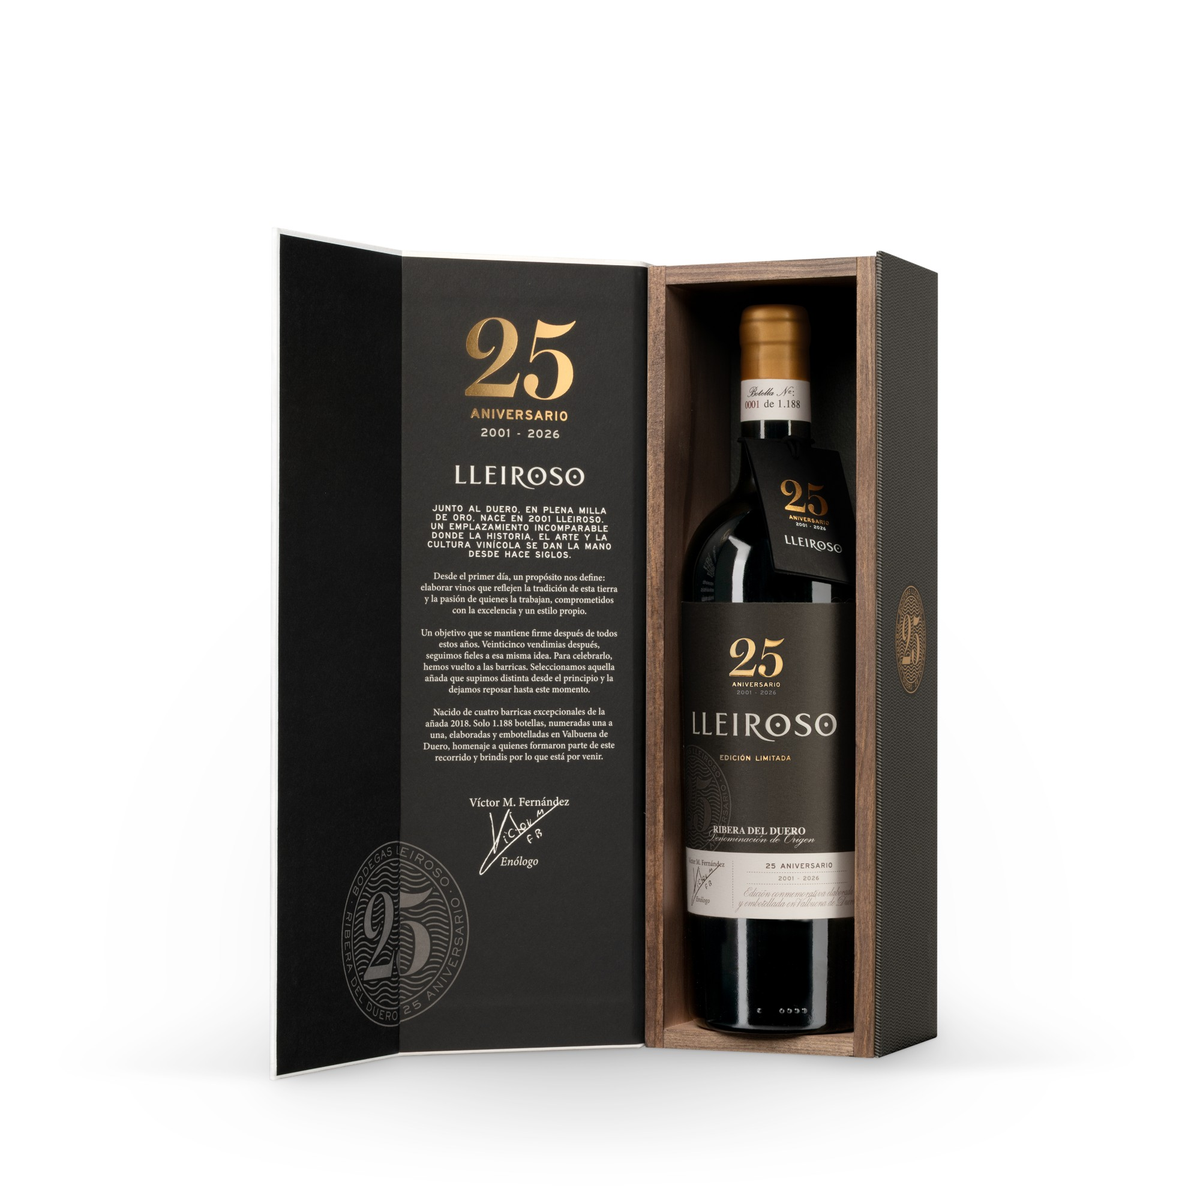 25
ANIVERSARIO
2001 - 2026
LLEIROSO
JUNTO AL DUERO, EN PLENA MILLA
DE ORO, NACE EN 2001 LLEIROSO.
UN EMPLAZAMIENTO INCOMPARABLE
DONDE LA HISTORIA, EL ARTE Y LA
CULTURA VINÍCOLA SE DAN LA MANO
DESDE HACE SIGLOS.
Desde el primer día, un propósito nos define:
elaborar vinos que reflejen la tradición de esta tierra
y la pasión de quienes la trabajan, comprometidos
con la excelencia y un estilo propio.
Un objetivo que se mantiene firme después de todos
estos años. Veinticinco vendimias después,
seguimos fieles a esa misma idea. Para celebrarlo,
hemos vuelto a las barricas. Seleccionamos aquella
añada que supimos distinta desde el principio y la
dejamos reposar hasta este momento.
Nacido de cuatro barricas excepcionales de la
añada 2018. Solo 1.188 botellas, numeradas una a
una, elaboradas y embotelladas en Valbuena de
Duero, homenaje a quienes formaron parte de este
recorrido y brindis por lo que está por venir.
Víctor M. Fernández
Victor M
F B
Enólogo
BODEGAS LEIROSO ·
25
RIBERA DEL DUERO 25 ANIVERSARIO
Botella Nº:
0001 de 1.188
25
ANIVERSARIO
2001 - 2026
LLEIROSO
25
ANIVERSARIO
2001 - 2026
LLEIROSO
EDICIÓN LIMITADA
RIBERA DEL DUERO
Denominación de Origen
M. Fernández
Enólogo
25 ANIVERSARIO
2001 - 2026
Edición conmemorativa
y embotellada en Valbuena de
25